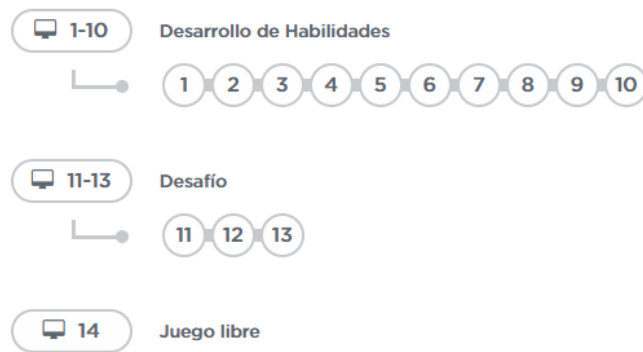 1-10 Desarrollo de Habilidades
1 2 3 4 5 6 7 8 9 10
11-13 Desafío
11 12 13
14 Juego libre